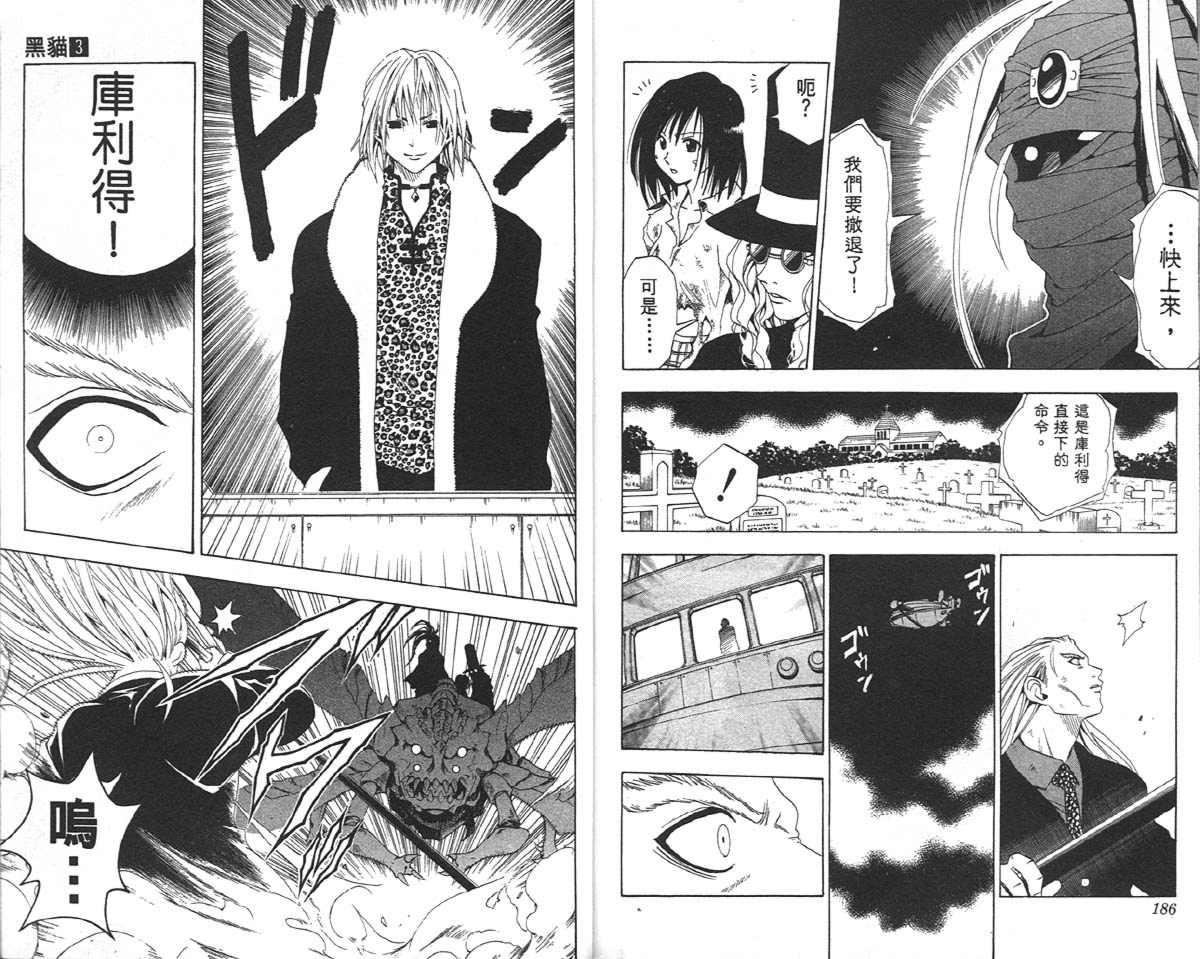 …快上來，
我們要撤退了！
呃？
可是……
這是庫利得
直接下的
命令。
！
ゴウン
ゴウン
186
黑貓3
ドン
庫利得！
嗚…